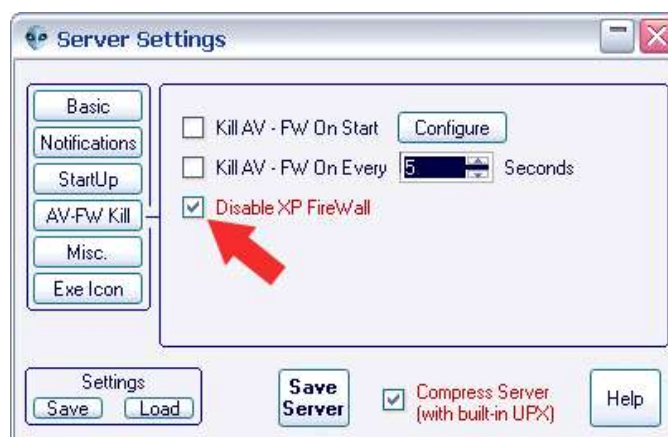 Server Settings
Basic
Notifications
StartUp
AV-FW Kill
Misc.
Exe Icon
Kill AV - FW On Start
Configure
Kill AV - FW On Every
5
Seconds
Disable XP FireWall
Settings
Save
Load
Save
Server
Compress Server
(with built-in UPX)
Help